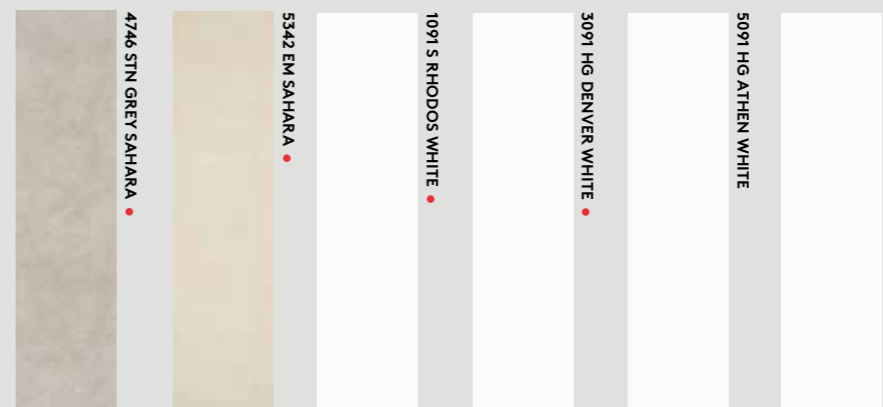 4746 STN GREY SAHARA
5342 EM SAHARA
1091 S RHODOS WHITE
3091 HG DENVER WHITE
5091 HG ATHEN WHITE